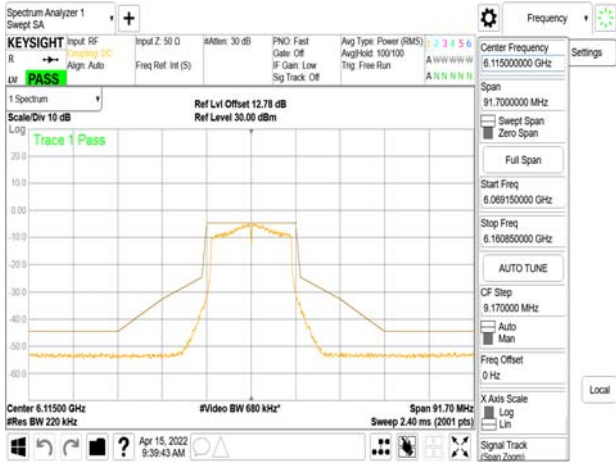 Spectrum Analyzer 1
Swept SA
Frequency
KEYSIGHT
Input: RF
Coupling: DC
Align: Auto
Input Z: 50 Ω
Freq Ref: Int (S)
#Atten: 30 dB
PNO: Fast
Gate: Off
IF Gain: Low
Sig Track: Off
Avg Type: Power (RMS)
Avg|Hold: 100/100
Trig: Free Run
1 2 3 4 5 6
A W W W W W
A N N N N N
R
LV
PASS
1 Spectrum
Scale/Div 10 dB
Ref Lvl Offset 12.78 dB
Ref Level 30.00 dBm
Log
Trace 1 Pass
20.0
10.0
0.00
-10.0
-20.0
-30.0
-40.0
-50.0
-60.0
Center 6.11500 GHz
#Res BW 220 kHz
#Video BW 680 kHz*
Span 91.70 MHz
Sweep 2.40 ms (2001 pts)
Apr 15, 2022
9:39:43 AM
Center Frequency
6.115000000 GHz
Span
91.7000000 MHz
Swept Span
Zero Span
Full Span
Start Freq
6.069150000 GHz
Stop Freq
6.160850000 GHz
AUTO TUNE
CF Step
9.170000 MHz
Auto
Man
Freq Offset
0 Hz
X Axis Scale
Log
Lin
Signal Track
(Span Zoom)
Settings
Local